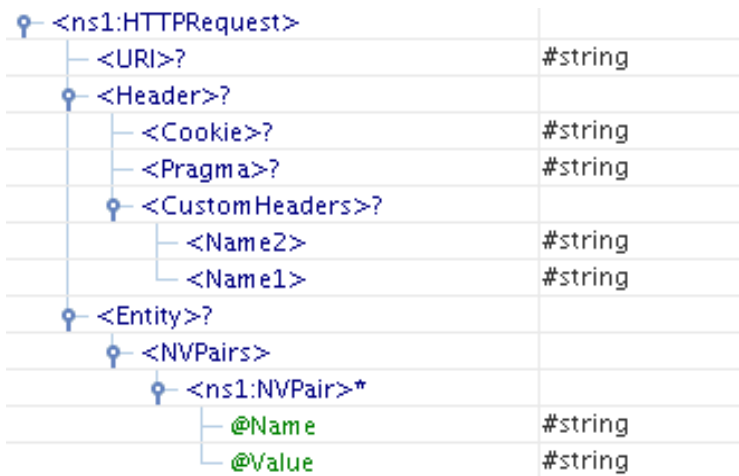 <ns1:HTTPRequest>
<URI>? #string
<Header>?
<Cookie>? #string
<Pragma>? #string
<CustomHeaders>?
<Name2> #string
<Name1> #string
<Entity>?
<NVPairs>
<ns1:NVPair>*
@Name #string
@Value #string